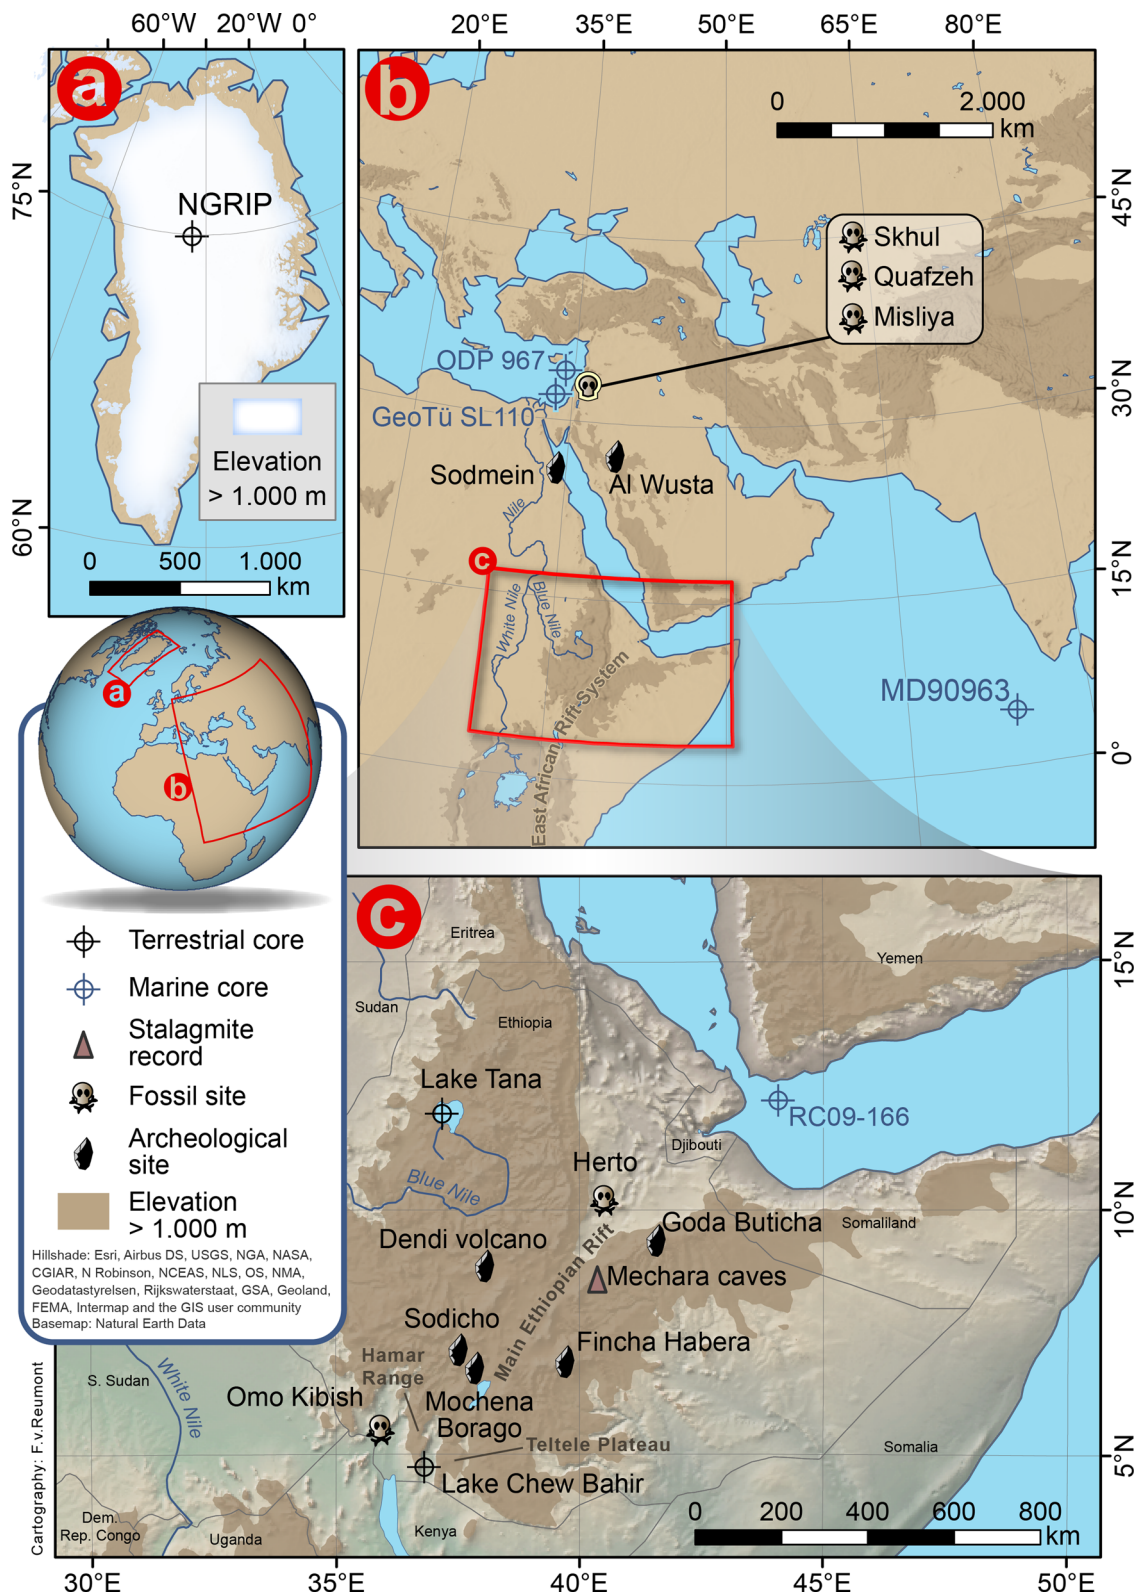 60°W 20°W 0°
20°E 35°E 50°E 65°E 80°E
a
75°N
NGRIP
Elevation
> 1.000 m
60°N
0 500 1.000
km
b
0 2.000
km
45°N
Skhul
Quafzeh
Misliya
ODP 967
30°N
GeoTü SL110
Sodmein
Al Wusta
Nile
15°N
c
White Nile
Blue Nile
East African Rift-System
MD90963
0°
a
b
Terrestrial core
Marine core
Stalagmite
record
Fossil site
Archeological
site
Elevation
> 1.000 m
Hillshade: Esri, Airbus DS, USGS, NGA, NASA,
CGIAR, N Robinson, NCEAS, NLS, OS, NMA,
Geodatastyrelsen, Rijkswaterstaat, GSA, Geoland,
FEMA, Intermap and the GIS user community
Basemap: Natural Earth Data
c
Eritrea
Yemen
15°N
Sudan
Ethiopia
Lake Tana
RC09-166
Djibouti
Herto
Blue Nile
10°N
Goda Buticha
Somaliland
Dendi volcano
Mechara caves
Main Ethiopian Rift
Sodicho
Fincha Habera
Hamar
Range
S. Sudan
White Nile
Omo Kibish
Mochena
Borago
Teltele Plateau
Somalia
5°N
Lake Chew Bahir
0 200 400 600 800
km
Dem.
Rep. Congo
Uganda
Kenya
Cartography: F.v.Reumont
30°E 35°E 40°E 45°E 50°E